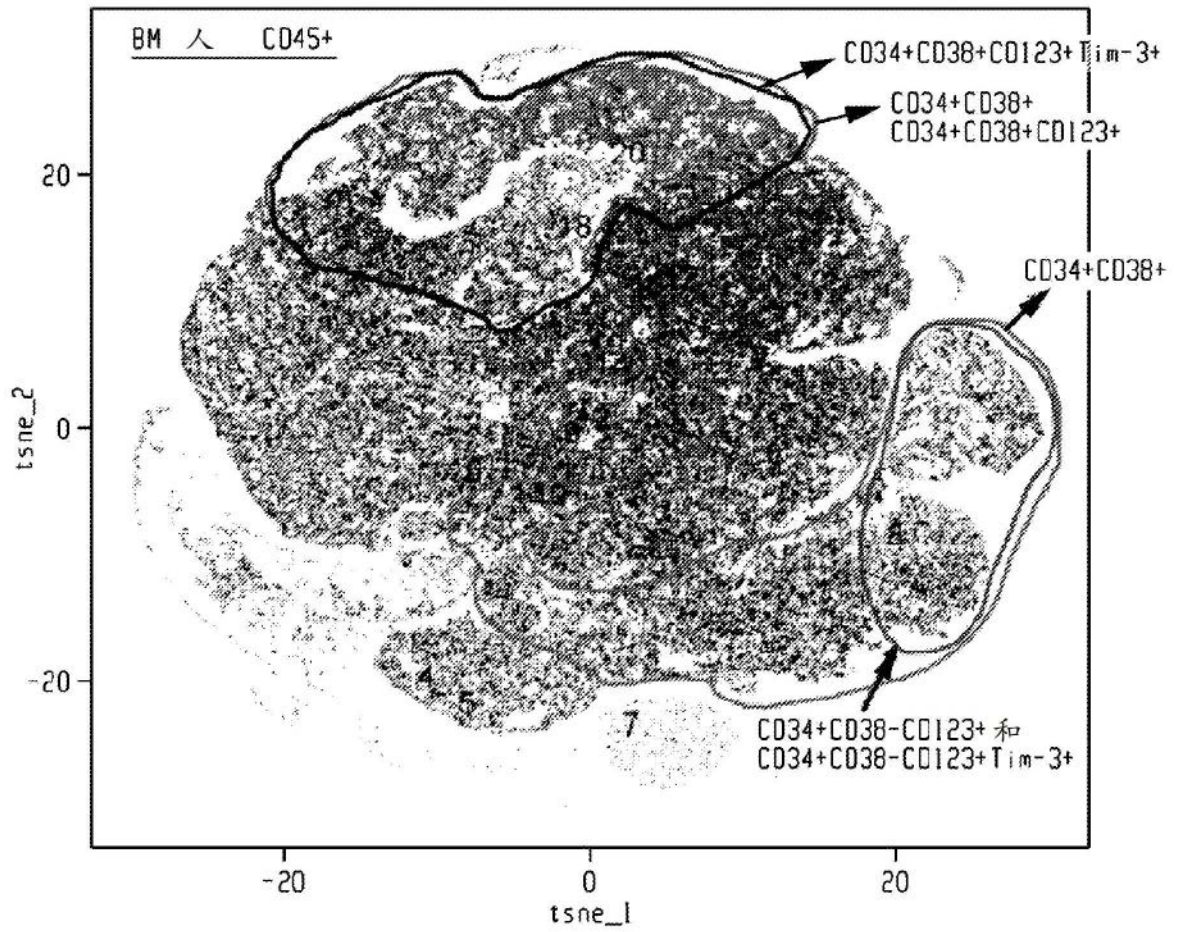 BM 人 CD45+
CD34+CD38+CD123+Tim-3+
CD34+CD38+
CD34+CD38+CD123+
CD34+CD38+
20
0
-20
18
4
5
7
CD34+CD38-CD123+ 和
CD34+CD38-CD123+Tim-3+
-20
0
20
tsne_1
tsne_2